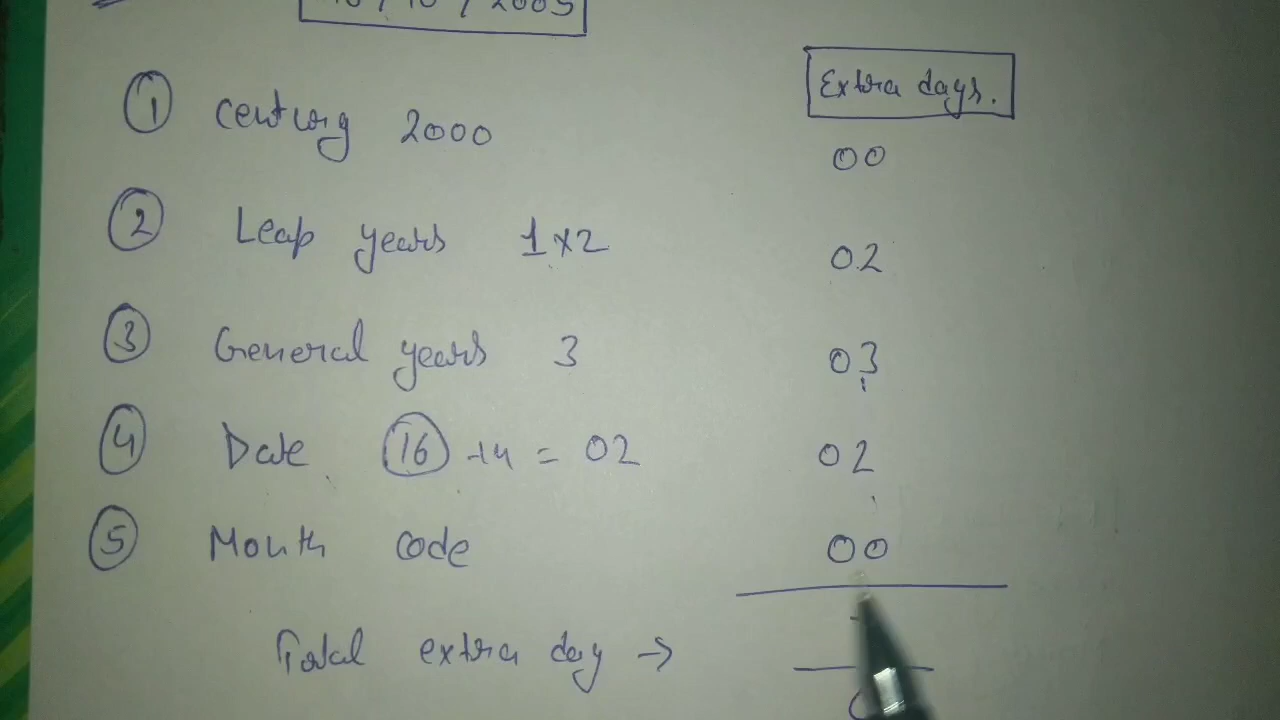 2005
Extra days.
① Century 2000 00
② Leap years 1x2 02
③ General years 3 03
④ Date 16 -14 = 02 02
⑤ Month code 00
Total extra day →